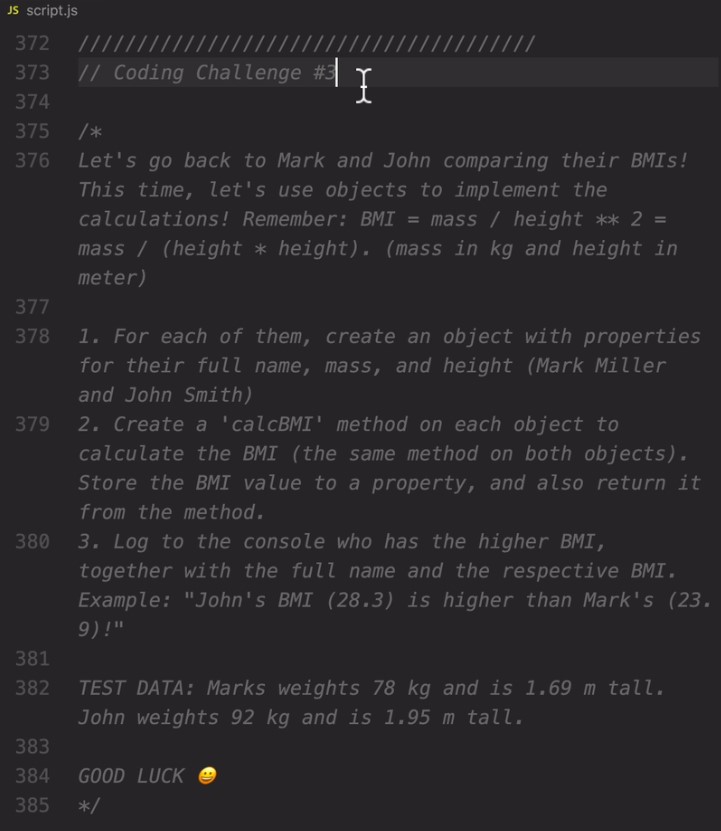 JS script.js
372 ///////////////////////////////////////
373 // Coding Challenge #3
374
375 /*
376 Let's go back to Mark and John comparing their BMIs!
This time, let's use objects to implement the
calculations! Remember: BMI = mass / height ** 2 =
mass / (height * height). (mass in kg and height in
meter)
377
378 1. For each of them, create an object with properties
for their full name, mass, and height (Mark Miller
and John Smith)
379 2. Create a 'calcBMI' method on each object to
calculate the BMI (the same method on both objects).
Store the BMI value to a property, and also return it
from the method.
380 3. Log to the console who has the higher BMI,
together with the full name and the respective BMI.
Example: "John's BMI (28.3) is higher than Mark's (23.
9)!"
381
382 TEST DATA: Marks weights 78 kg and is 1.69 m tall.
John weights 92 kg and is 1.95 m tall.
383
384 GOOD LUCK 😀
385 */